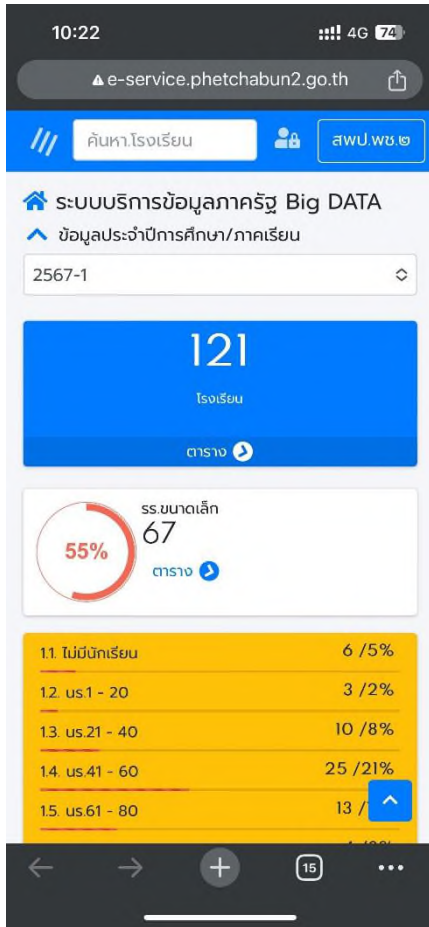 10:22
4G 74
e-service.phetchabun2.go.th
ค้นหาโรงเรียน
สพป.พช.๒
ระบบบริการข้อมูลภาครัฐ Big DATA
ข้อมูลประจำปีการศึกษา/ภาคเรียน
2567-1
121
โรงเรียน
ตาราง
55%
รร.ขนาดเล็ก
67
ตาราง
1.1. ไม่มีนักเรียน 6 /5%
1.2. นร.1 - 20 3 /2%
1.3. นร.21 - 40 10 /8%
1.4. นร.41 - 60 25 /21%
1.5. นร.61 - 80 13 /
15